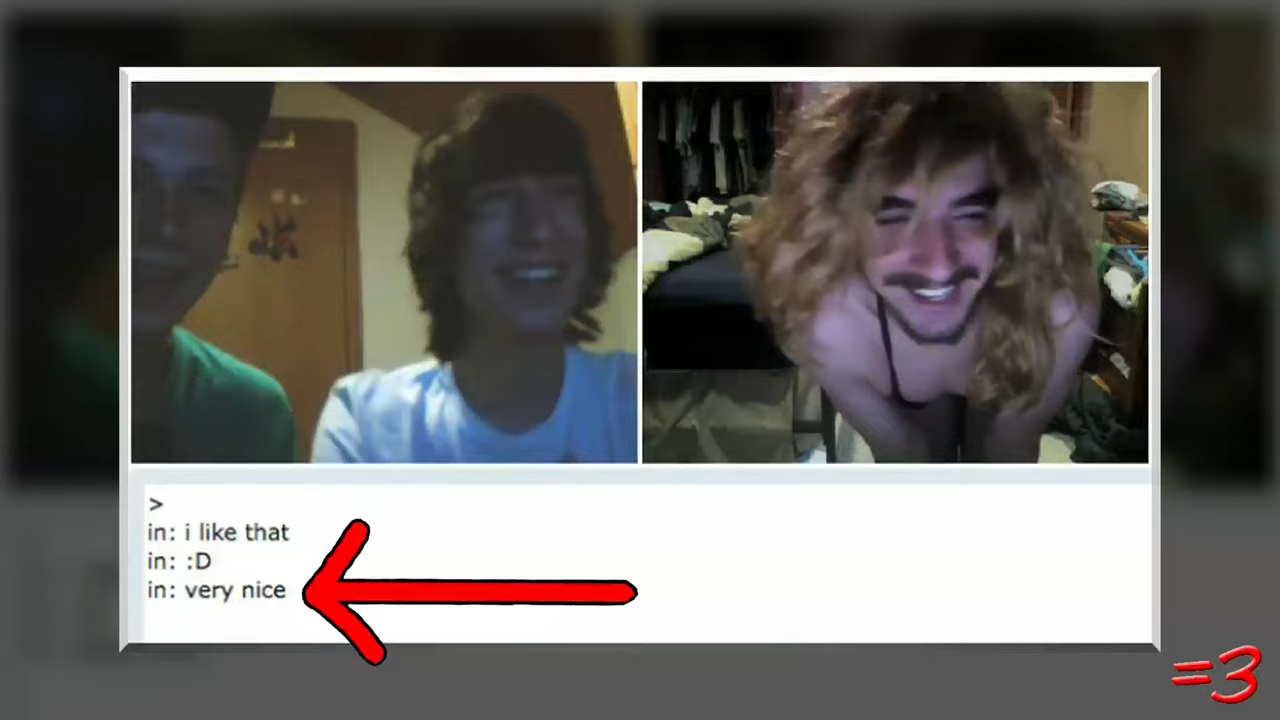 >
in: i like that
in: :D
in: very nice
=3